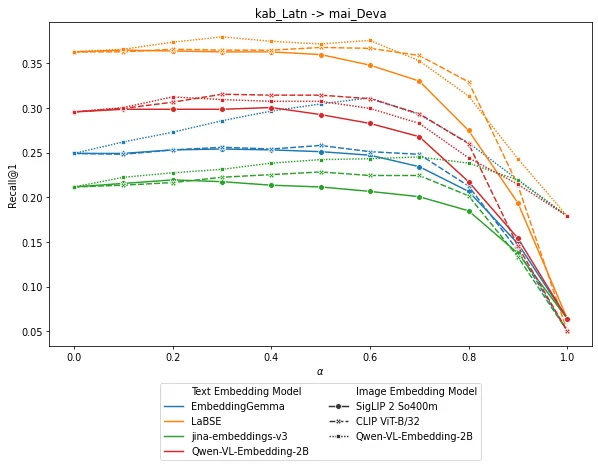 kab_Latn -> mai_Deva
Recall@1
0.35
0.30
0.25
0.20
0.15
0.10
0.05
0.0 0.2 0.4 0.6 0.8 1.0
α
Text Embedding Model Image Embedding Model
EmbeddingGemma SigLIP 2 So400m
LaBSE CLIP ViT-B/32
jina-embeddings-v3 Qwen-VL-Embedding-2B
Qwen-VL-Embedding-2B